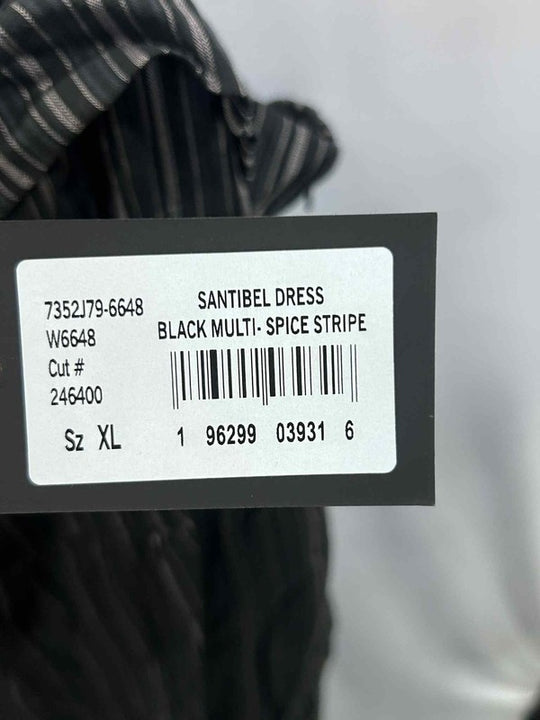 7352J79-6648
W6648
Cut #
246400
Sz XL
SANTIBEL DRESS
BLACK MULTI- SPICE STRIPE
1 96299 03931 6